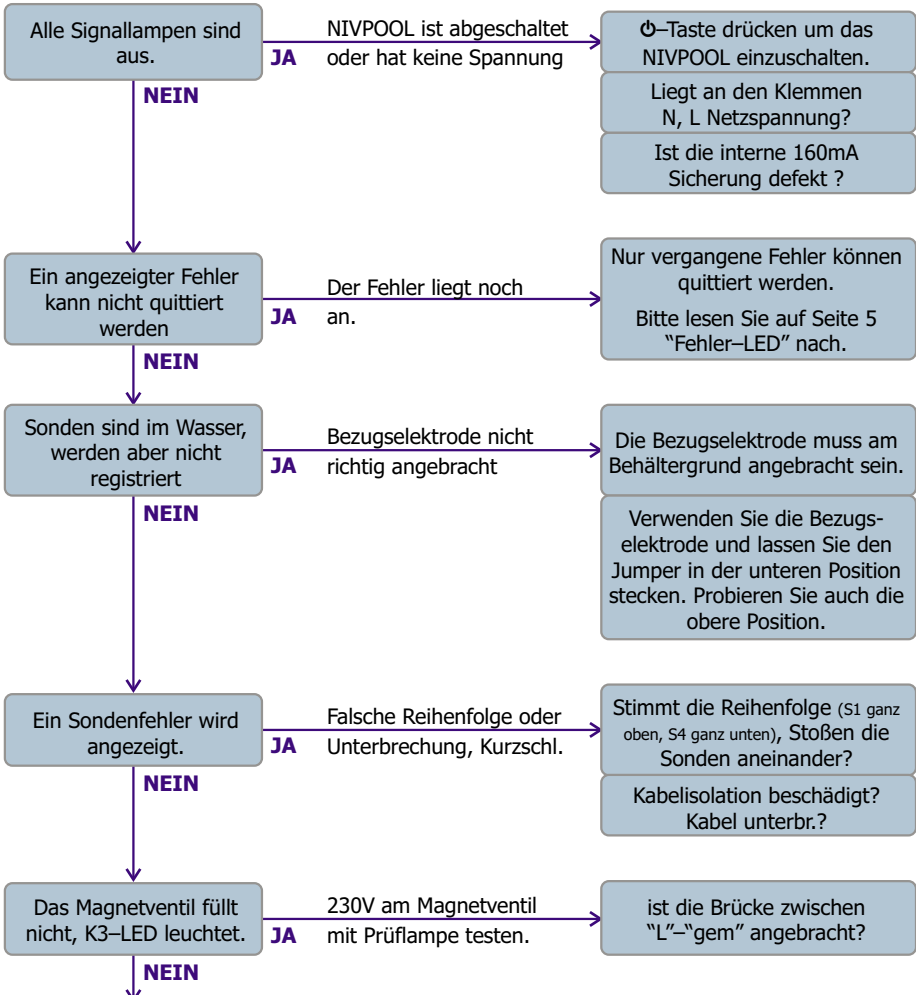 Alle Signallampen sind
aus.
JA
NIVPOOL ist abgeschaltet
oder hat keine Spannung
⏻–Taste drücken um das
NIVPOOL einzuschalten.
Liegt an den Klemmen
N, L Netzspannung?
Ist die interne 160mA
Sicherung defekt ?
NEIN
Ein angezeigter Fehler
kann nicht quittiert
werden
JA
Der Fehler liegt noch
an.
Nur vergangene Fehler können
quittiert werden.
Bitte lesen Sie auf Seite 5
“Fehler–LED” nach.
NEIN
Sonden sind im Wasser,
werden aber nicht
registriert
JA
Bezugselektrode nicht
richtig angebracht
Die Bezugselektrode muss am
Behältergrund angebracht sein.
Verwenden Sie die Bezugs-
elektrode und lassen Sie den
Jumper in der unteren Position
stecken. Probieren Sie auch die
obere Position.
NEIN
Ein Sondenfehler wird
angezeigt.
JA
Falsche Reihenfolge oder
Unterbrechung, Kurzschl.
Stimmt die Reihenfolge (S1 ganz
oben, S4 ganz unten), Stoßen die
Sonden aneinander?
Kabelisolation beschädigt?
Kabel unterbr.?
NEIN
Das Magnetventil füllt
nicht, K3–LED leuchtet.
JA
230V am Magnetventil
mit Prüflampe testen.
ist die Brücke zwischen
“L”–“gem” angebracht?
NEIN